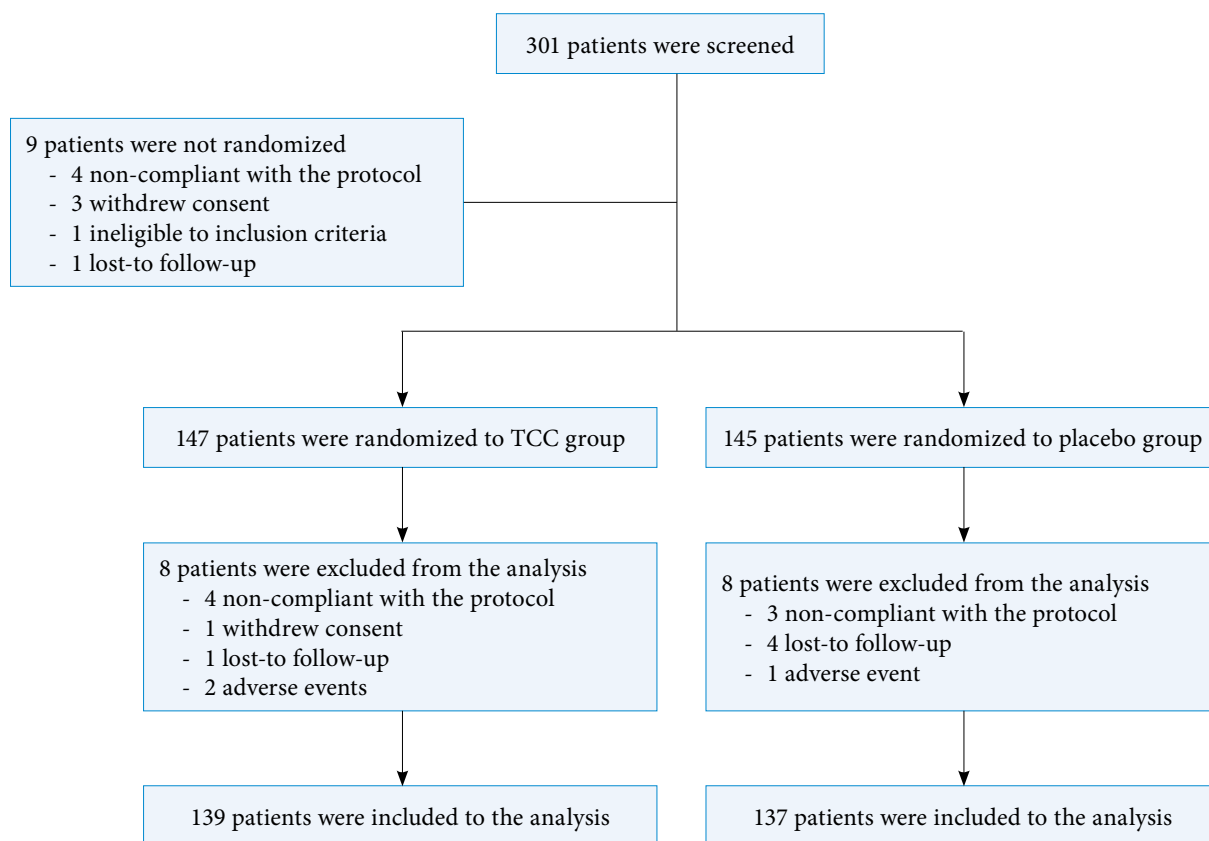 301 patients were screened
9 patients were not randomized
- 4 non-compliant with the protocol
- 3 withdrew consent
- 1 ineligible to inclusion criteria
- 1 lost-to follow-up
147 patients were randomized to TCC group
145 patients were randomized to placebo group
8 patients were excluded from the analysis
- 4 non-compliant with the protocol
- 1 withdrew consent
- 1 lost-to follow-up
- 2 adverse events
8 patients were excluded from the analysis
- 3 non-compliant with the protocol
- 4 lost-to follow-up
- 1 adverse event
139 patients were included to the analysis
137 patients were included to the analysis